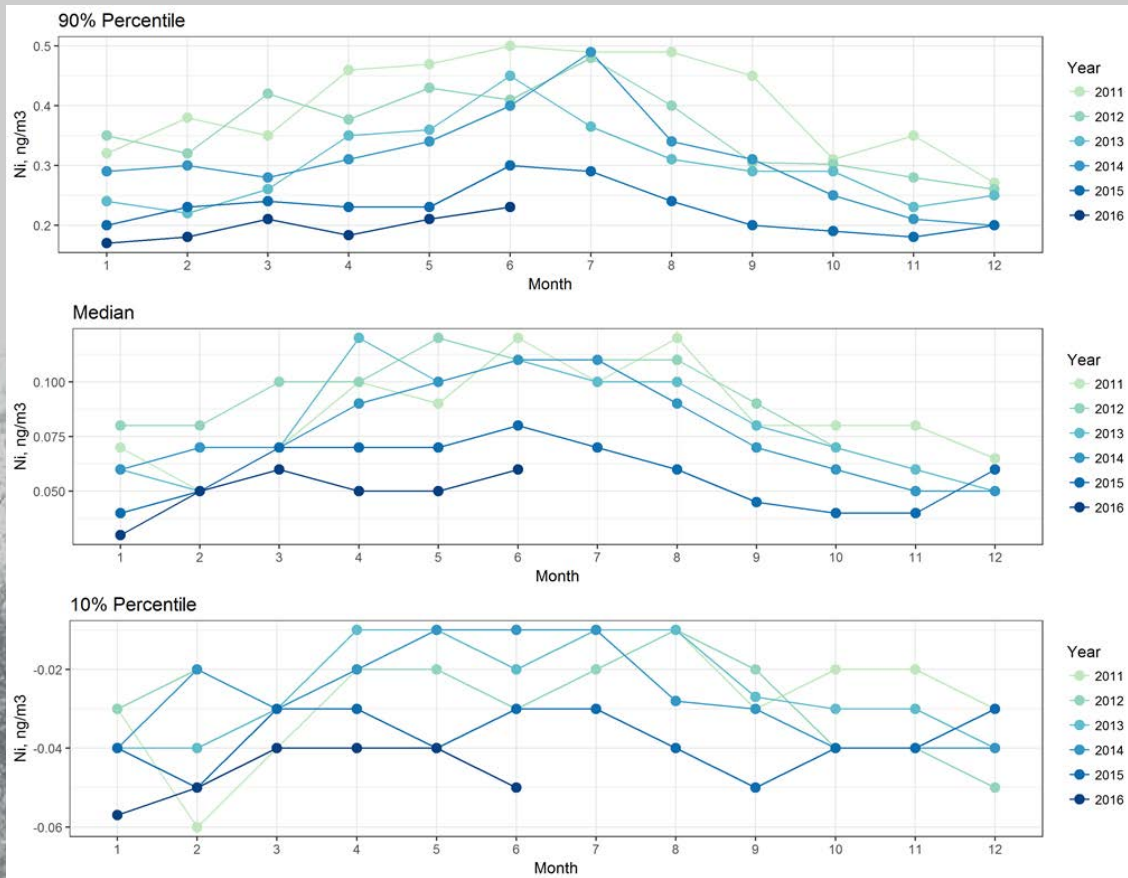 90% Percentile
0.5
0.4
0.3
0.2
Ni, ng/m3
1 2 3 4 5 6 7 8 9 10 11 12
Month
Year
2011
2012
2013
2014
2015
2016
Median
0.100
0.075
0.050
Ni, ng/m3
1 2 3 4 5 6 7 8 9 10 11 12
Month
Year
2011
2012
2013
2014
2015
2016
10% Percentile
-0.02
-0.04
-0.06
Ni, ng/m3
1 2 3 4 5 6 7 8 9 10 11 12
Month
Year
2011
2012
2013
2014
2015
2016